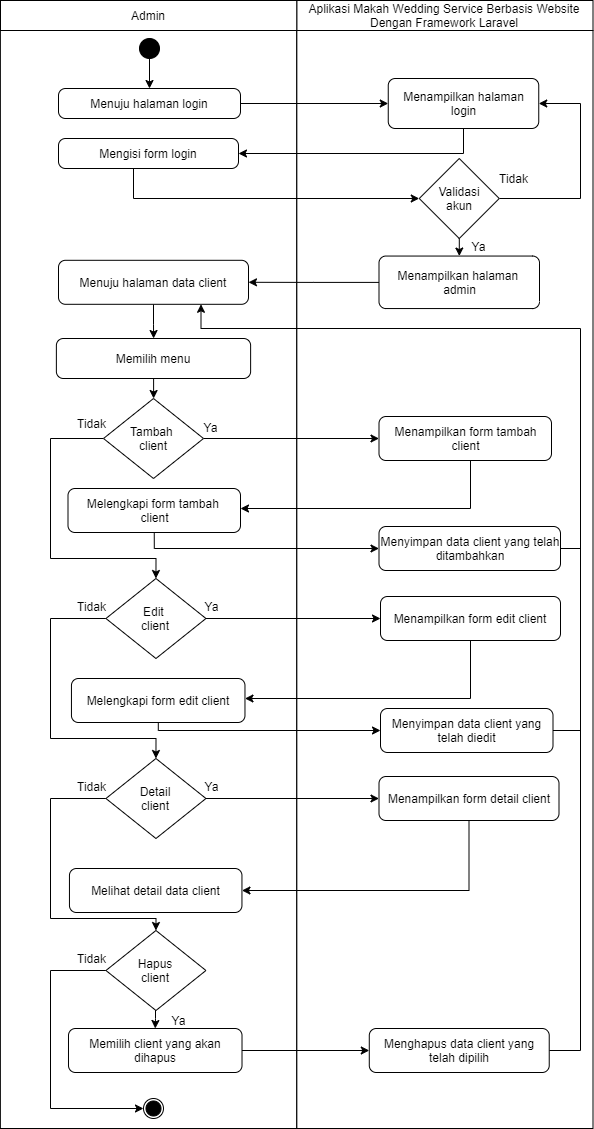 Admin
Aplikasi Makah Wedding Service Berbasis Website
Dengan Framework Laravel
Menuju halaman login
Menampilkan halaman
login
Mengisi form login
Validasi
akun
Tidak
Ya
Menuju halaman data client
Menampilkan halaman
admin
Memilih menu
Tidak
Tambah
client
Ya
Menampilkan form tambah
client
Melengkapi form tambah
client
Menyimpan data client yang telah
ditambahkan
Tidak
Edit
client
Ya
Menampilkan form edit client
Melengkapi form edit client
Menyimpan data client yang
telah diedit
Tidak
Detail
client
Ya
Menampilkan form detail client
Melihat detail data client
Tidak
Hapus
client
Ya
Memilih client yang akan
dihapus
Menghapus data client yang
telah dipilih